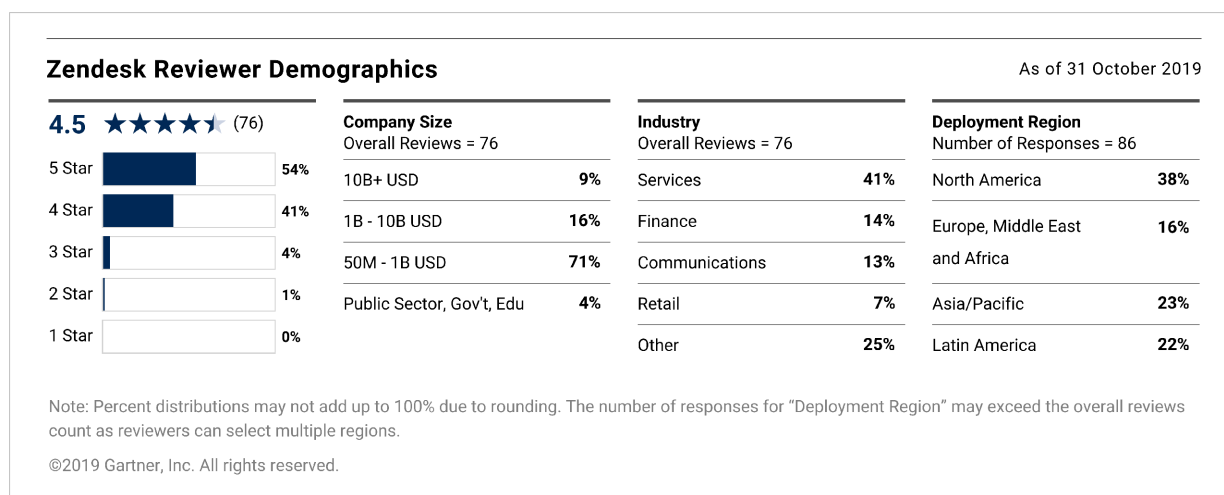 Zendesk Reviewer Demographics
As of 31 October 2019
4.5 (76)
5 Star 54%
4 Star 41%
3 Star 4%
2 Star 1%
1 Star 0%
Company Size
Overall Reviews = 76
10B+ USD 9%
1B - 10B USD 16%
50M - 1B USD 71%
Public Sector, Gov't, Edu 4%
Industry
Overall Reviews = 76
Services 41%
Finance 14%
Communications 13%
Retail 7%
Other 25%
Deployment Region
Number of Responses = 86
North America 38%
Europe, Middle East 16%
and Africa
Asia/Pacific 23%
Latin America 22%
Note: Percent distributions may not add up to 100% due to rounding. The number of responses for “Deployment Region” may exceed the overall reviews
count as reviewers can select multiple regions.
©2019 Gartner, Inc. All rights reserved.